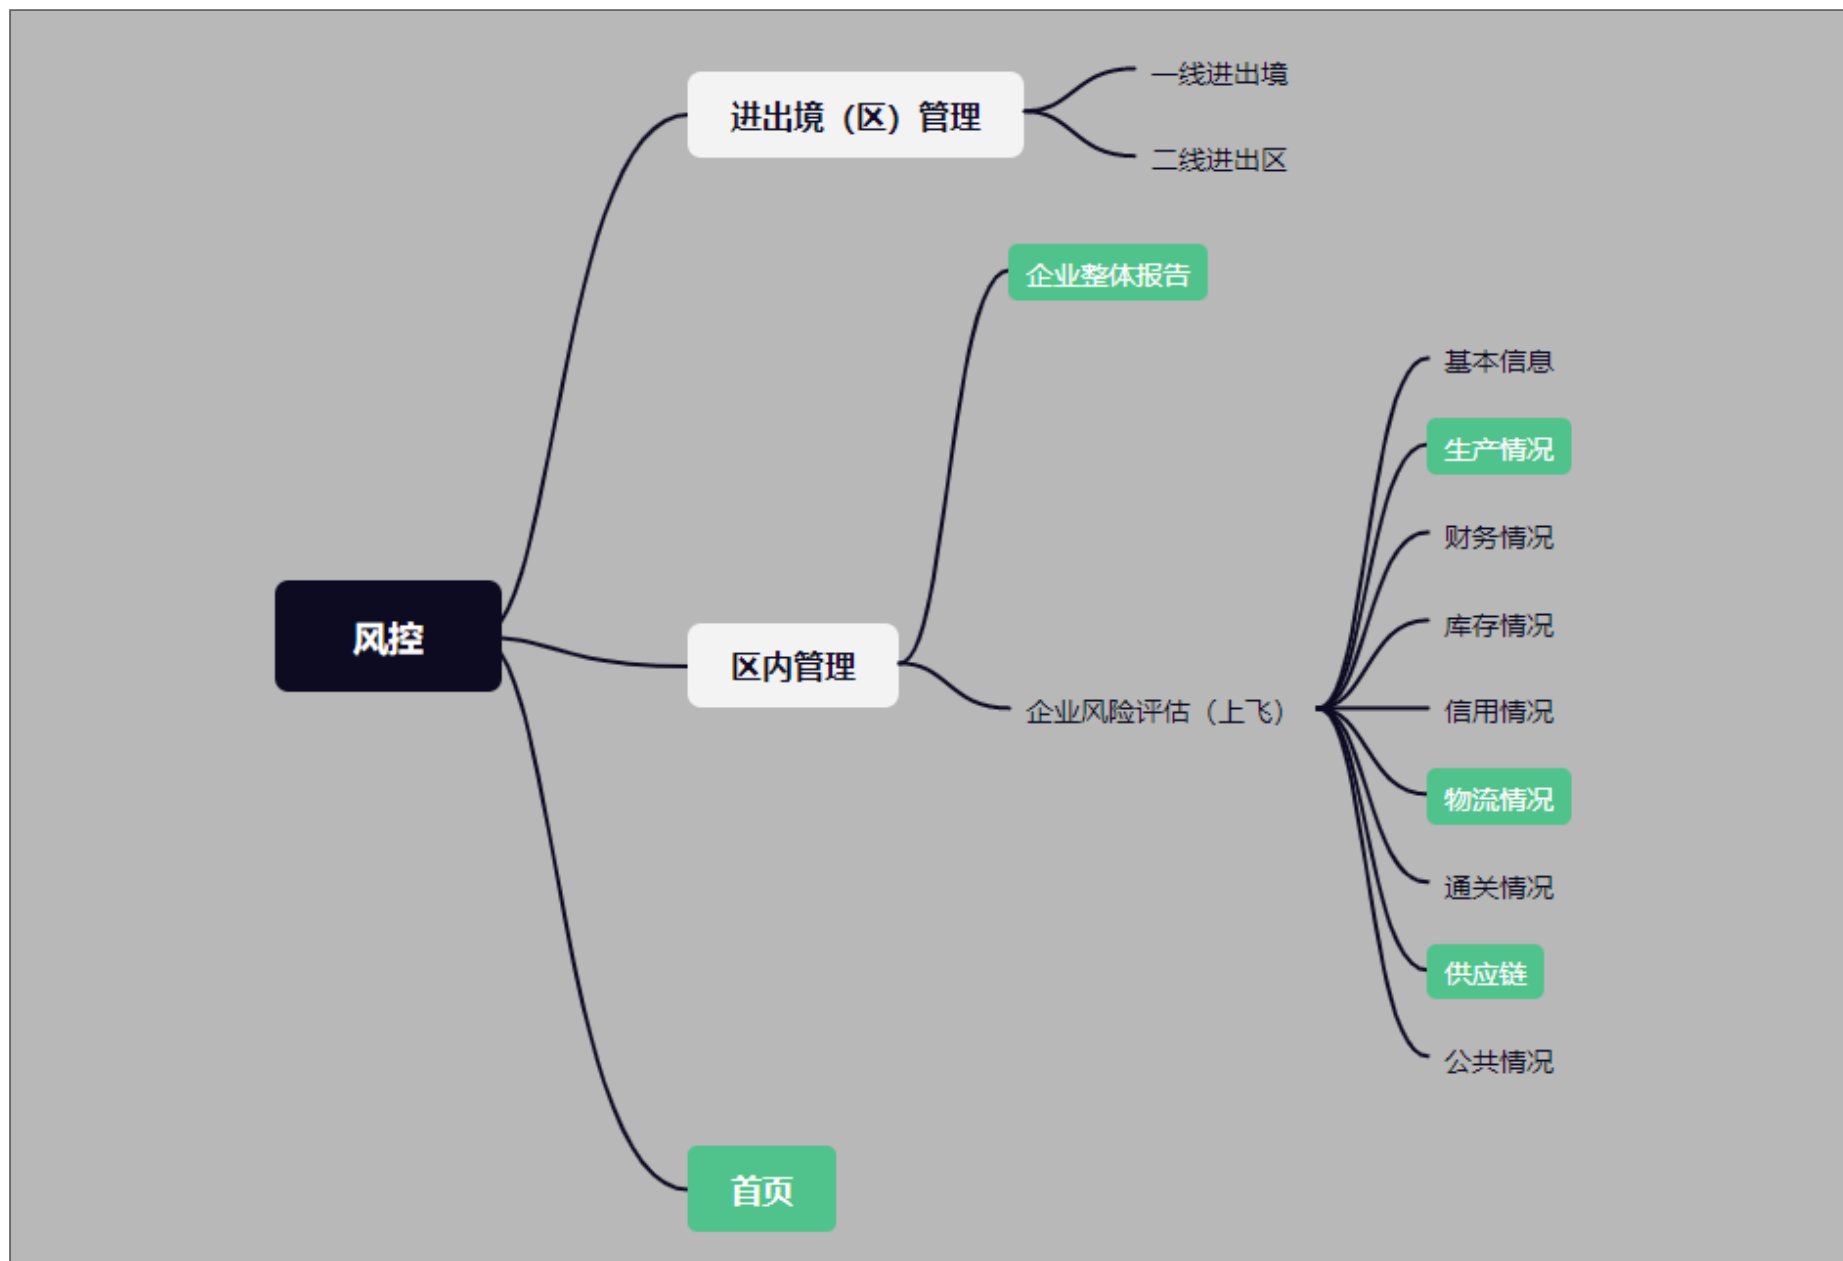 风控
进出境（区）管理
一线进出境
二线进出区
区内管理
企业整体报告
企业风险评估（上飞）
基本信息
生产情况
财务情况
库存情况
信用情况
物流情况
通关情况
供应链
公共情况
首页